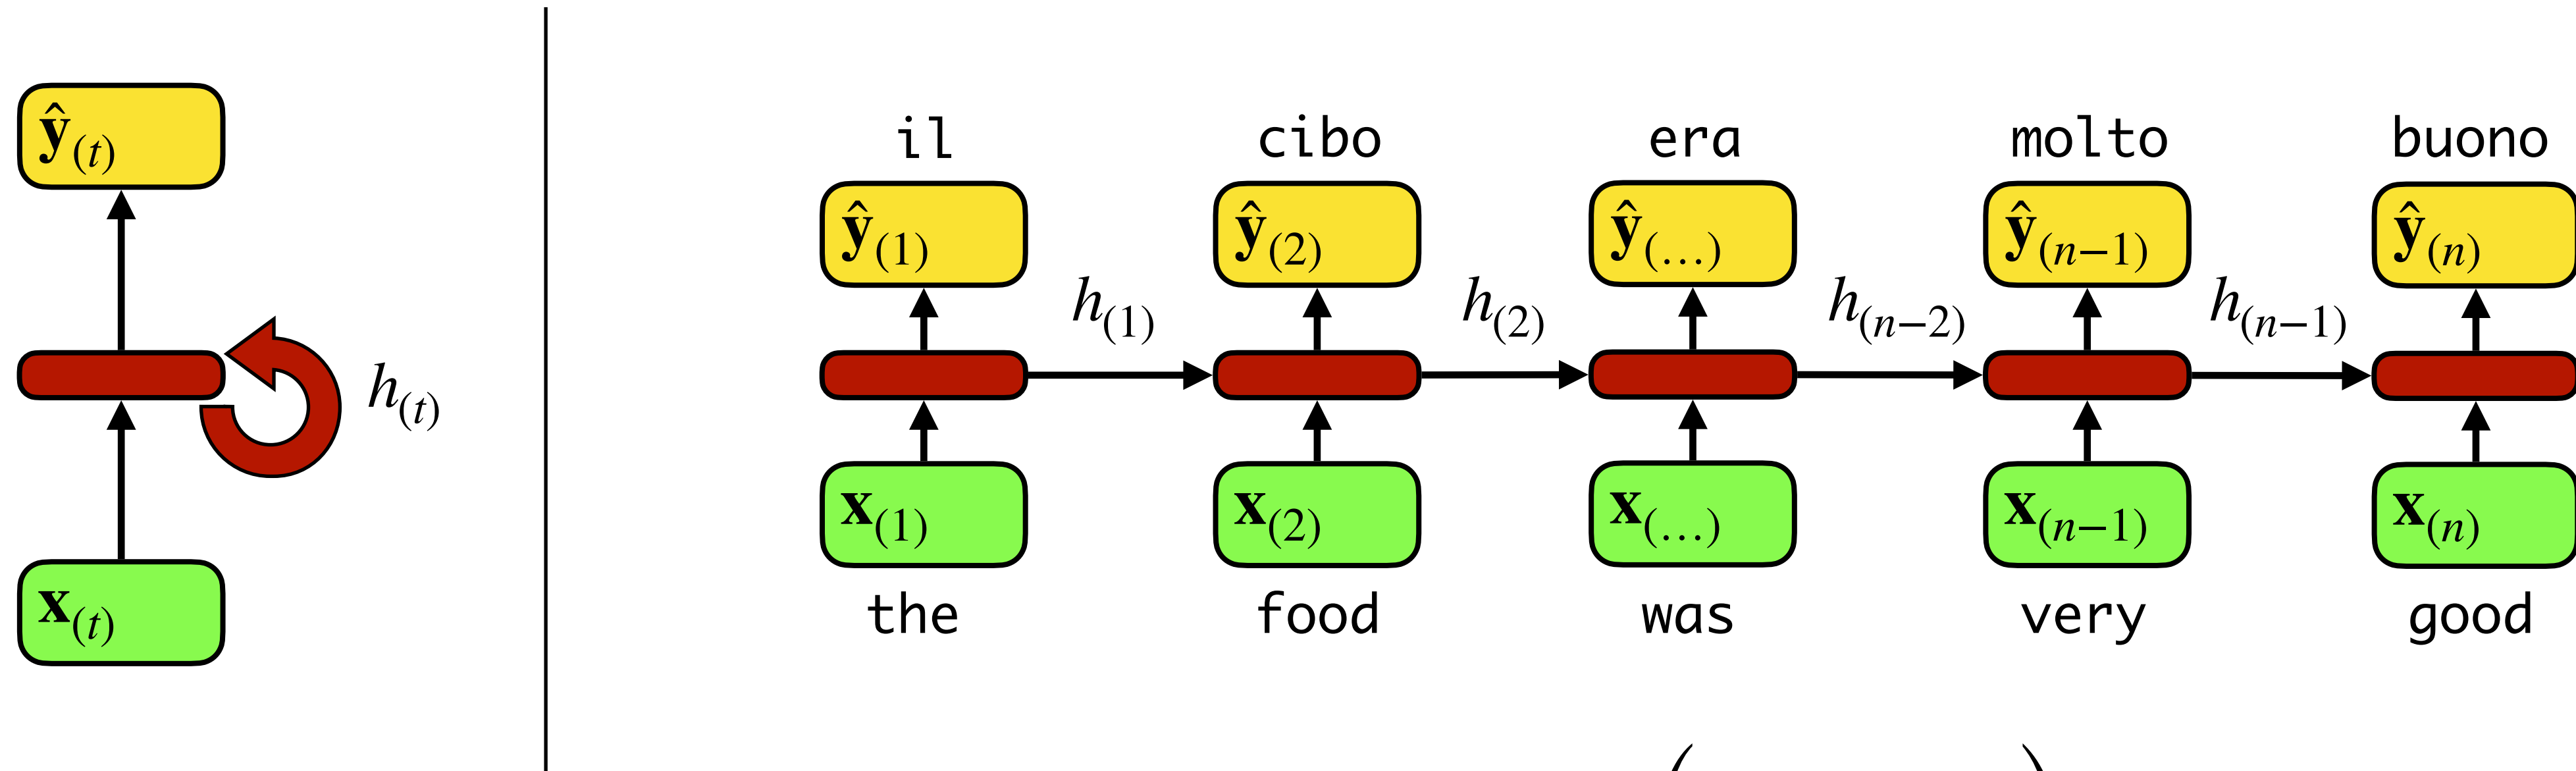 ŷ(t)
h(t)
x(t)
il cibo era molto buono
ŷ(1) ŷ(2) ŷ(…) ŷ(n−1) ŷ(n)
h(1) h(2) h(n−2) h(n−1)
x(1) x(2) x(…) x(n−1) x(n)
the food was very good